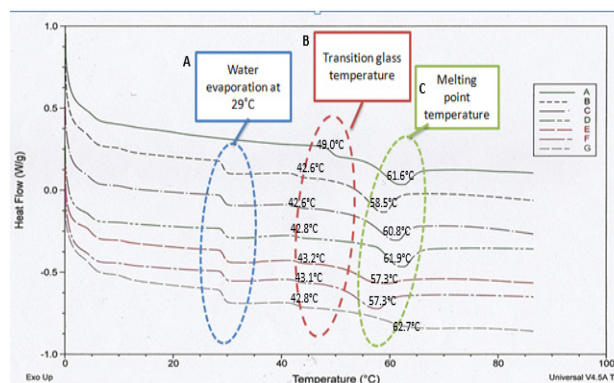 A
Water
evaporation at
29˚C
B
Transition glass
temperature
C
Melting
point
temperature
A
B
C
D
E
F
G
1.0
0.5
0.0
-0.5
-1.0
Heat Flow (W/g)
49.0°C
61.6°C
42.6°C
58.5°C
42.6°C
60.8°C
42.8°C
61.9°C
43.2°C
57.3°C
43.1°C
57.3°C
42.8°C
62.7°C
0
20
40
60
80
100
Exo Up
Temperature (°C)
Universal V4.5A T